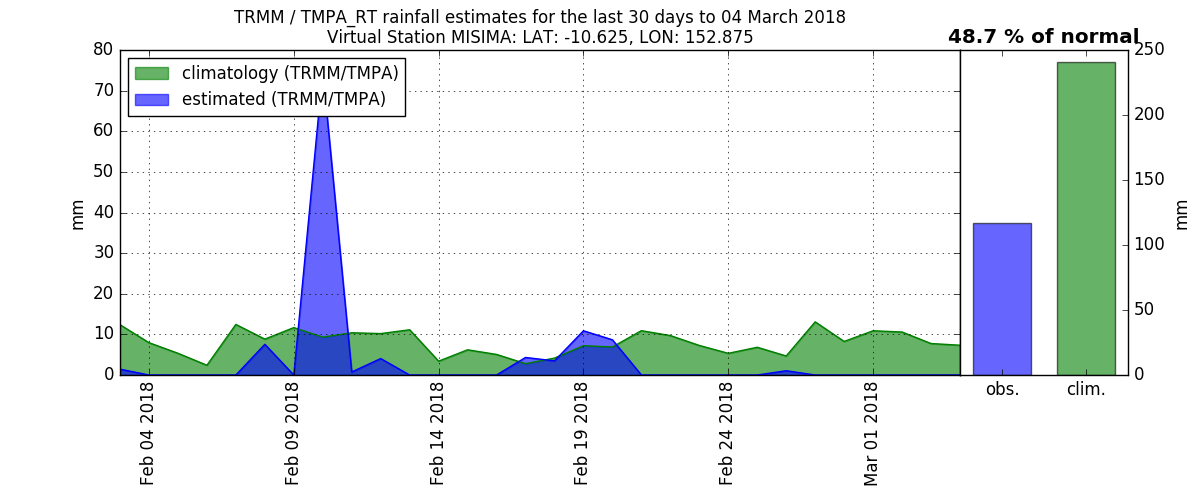 TRMM / TMPA_RT rainfall estimates for the last 30 days to 04 March 2018
Virtual Station MISIMA: LAT: -10.625, LON: 152.875
48.7 % of normal
climatology (TRMM/TMPA)
estimated (TRMM/TMPA)
mm
80
70
60
50
40
30
20
10
0
Feb 04 2018
Feb 09 2018
Feb 14 2018
Feb 19 2018
Feb 24 2018
Mar 01 2018
obs.
clim.
250
200
150
100
50
0
mm